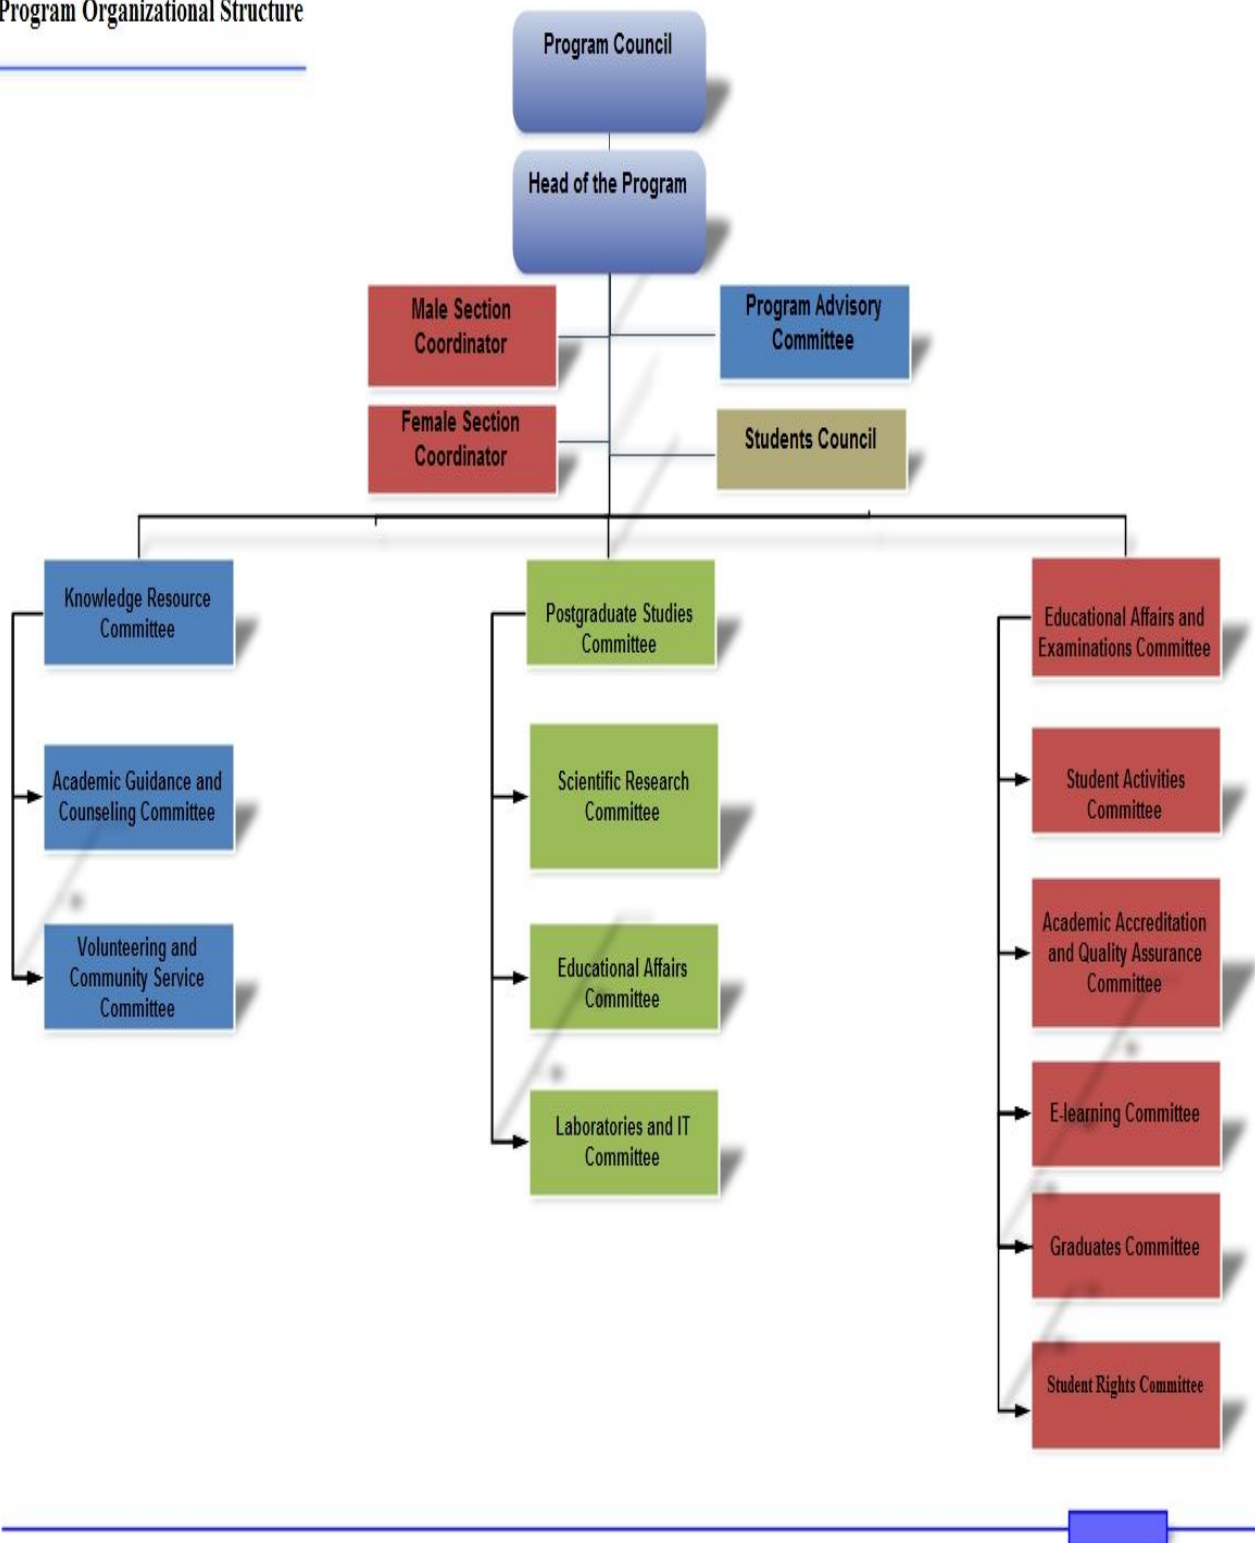 Program Organizational Structure
Program Council
Head of the Program
Male Section
Coordinator
Program Advisory
Committee
Female Section
Coordinator
Students Council
Knowledge Resource
Committee
Academic Guidance and
Counseling Committee
Volunteering and
Community Service
Committee
Postgraduate Studies
Committee
Scientific Research
Committee
Educational Affairs
Committee
Laboratories and IT
Committee
Educational Affairs and
Examinations Committee
Student Activities
Committee
Academic Accreditation
and Quality Assurance
Committee
E-learning Committee
Graduates Committee
Student Rights Committee